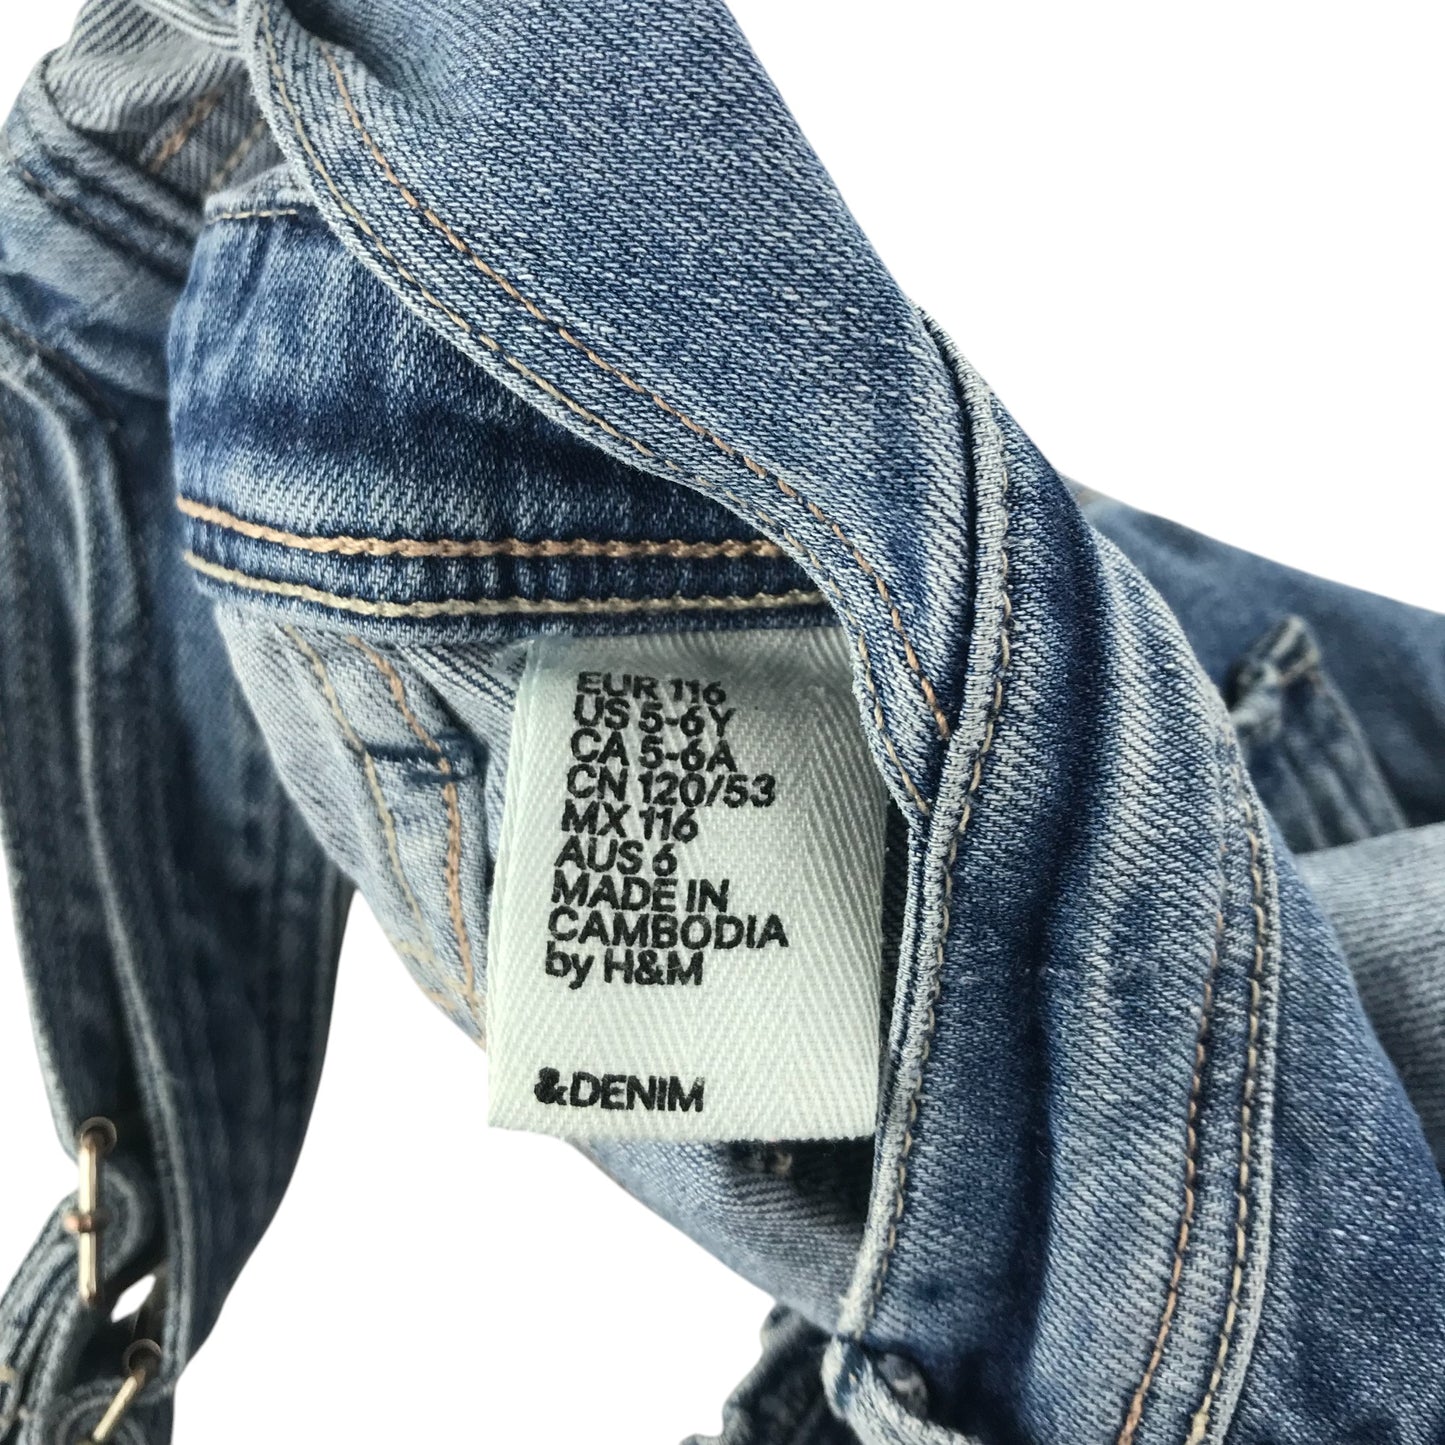 EUR 116
US 5-6Y
CA 5-6A
CN 120/53
MX 116
AUS 6
MADE IN
CAMBODIA
by H&M
&DENIM